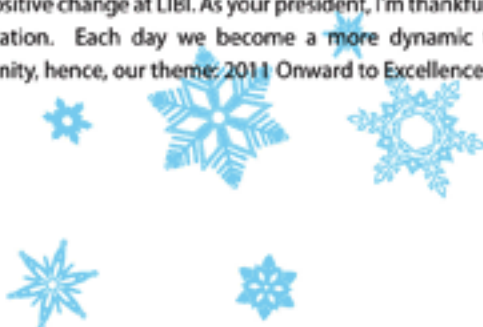 ositive change at LIBI. As your president, I'm thankful
ation. Each day we become a more dynamic
nity, hence, our theme: 2011 Onward to Excellence